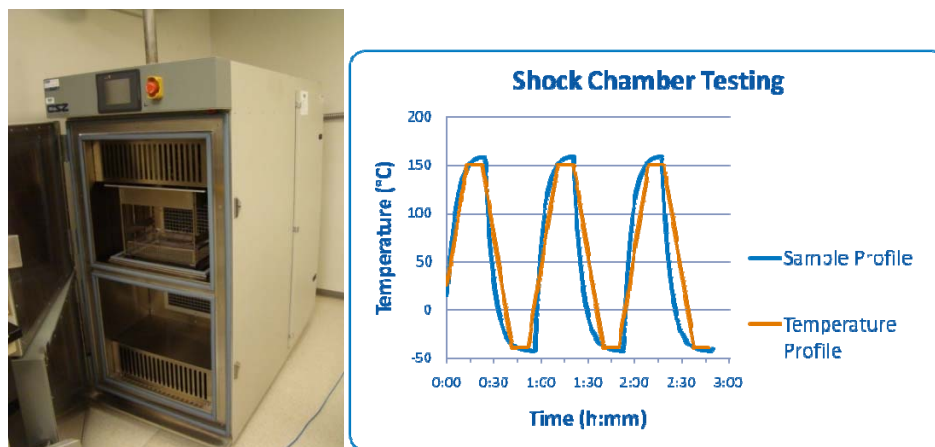 Shock Chamber Testing
200
150
100
50
0
-50
Temperature (°C)
0:00 0:30 1:00 1:30 2:00 2:30 3:00
Time (h:mm)
Sample Profile
Temperature
Profile